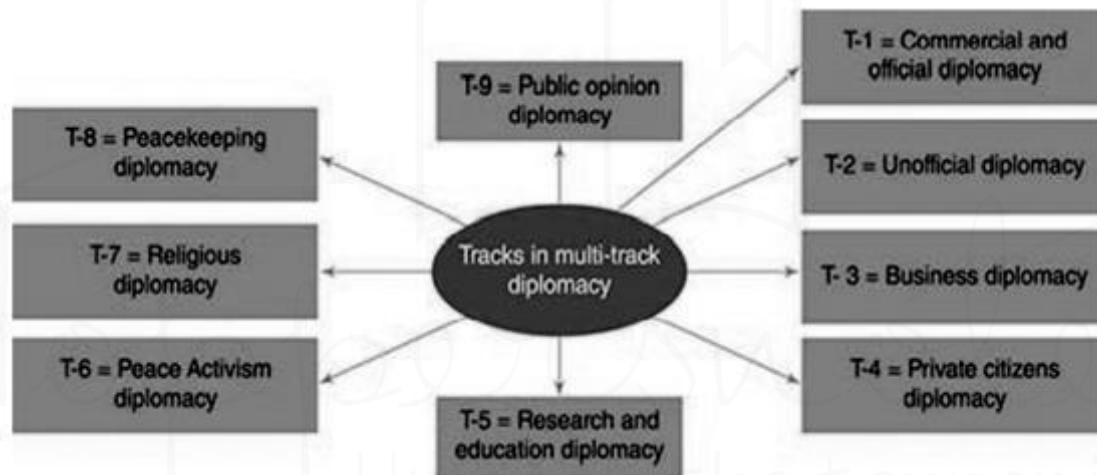 T-1 = Commercial and
official diplomacy
T-9 = Public opinion
diplomacy
T-8 = Peacekeeping
diplomacy
T-2 = Unofficial diplomacy
Tracks in multi-track
diplomacy
T-7 = Religious
diplomacy
T- 3 = Business diplomacy
T-6 = Peace Activism
diplomacy
T-4 = Private citizens
diplomacy
T-5 = Research and
education diplomacy